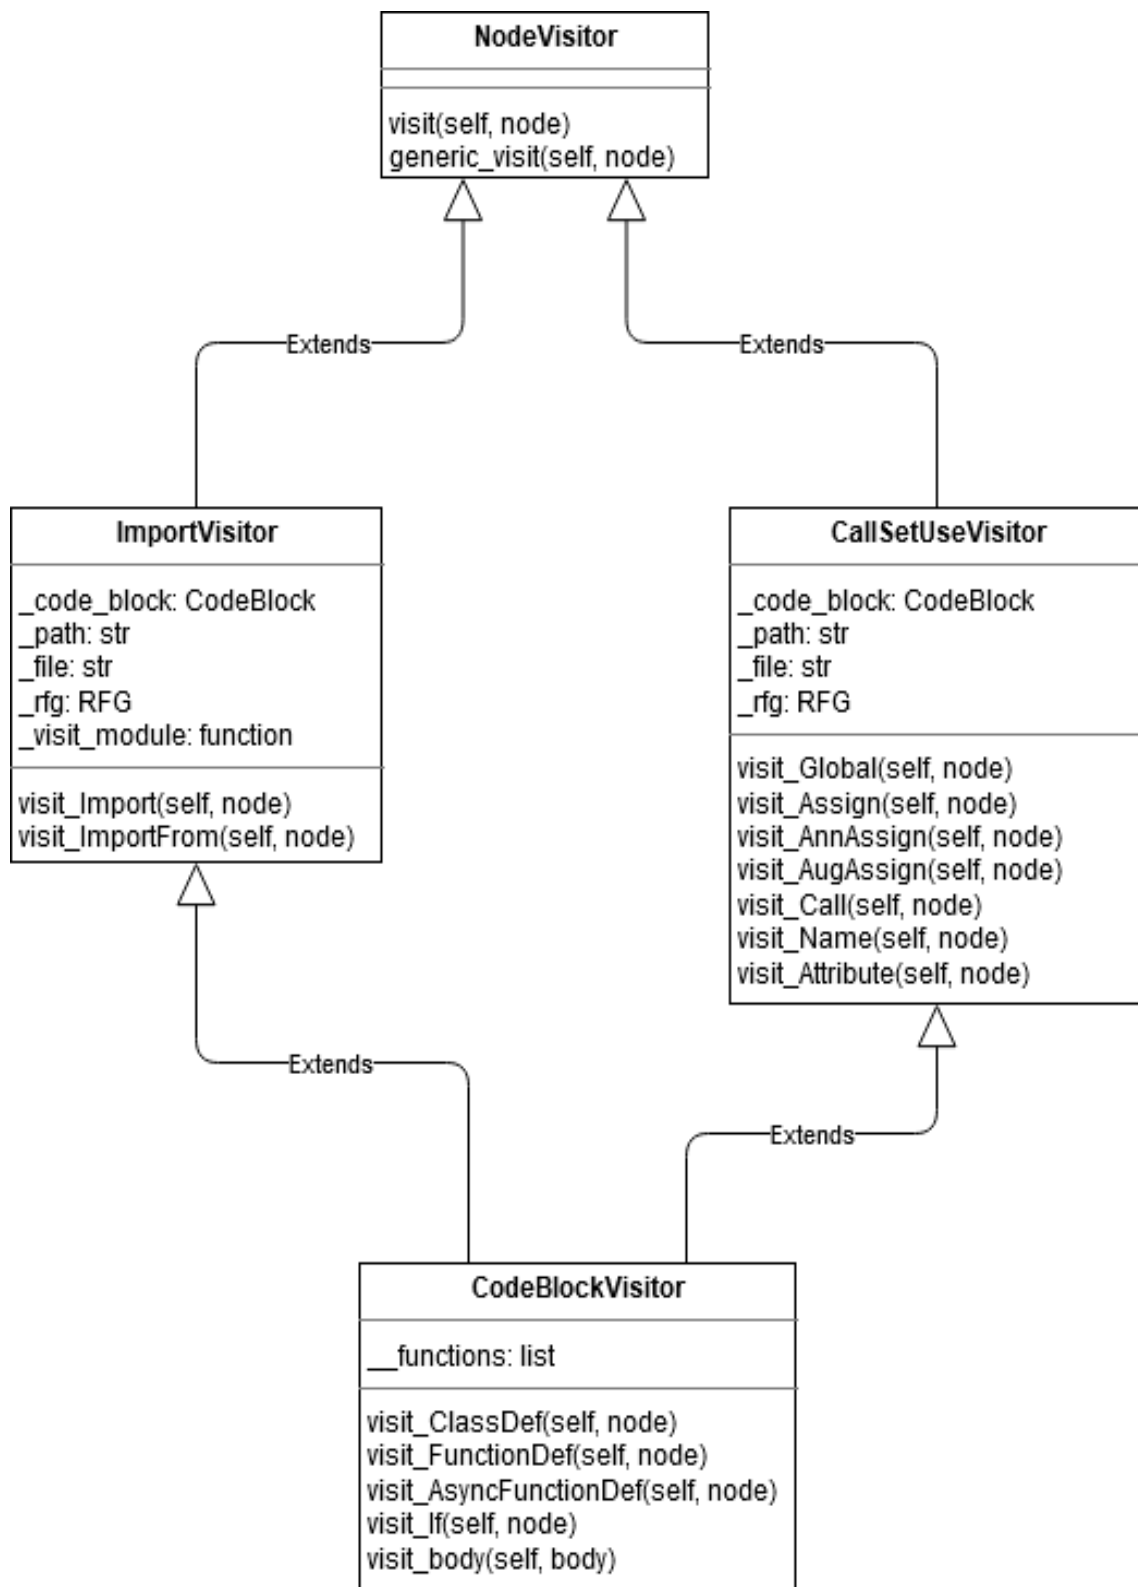 NodeVisitor
visit(self, node)
generic_visit(self, node)
Extends
Extends
ImportVisitor
_code_block: CodeBlock
_path: str
_file: str
_rfg: RFG
_visit_module: function
visit_Import(self, node)
visit_ImportFrom(self, node)
CallSetUseVisitor
_code_block: CodeBlock
_path: str
_file: str
_rfg: RFG
visit_Global(self, node)
visit_Assign(self, node)
visit_AnnAssign(self, node)
visit_AugAssign(self, node)
visit_Call(self, node)
visit_Name(self, node)
visit_Attribute(self, node)
Extends
Extends
CodeBlockVisitor
__functions: list
visit_ClassDef(self, node)
visit_FunctionDef(self, node)
visit_AsyncFunctionDef(self, node)
visit_If(self, node)
visit_body(self, body)